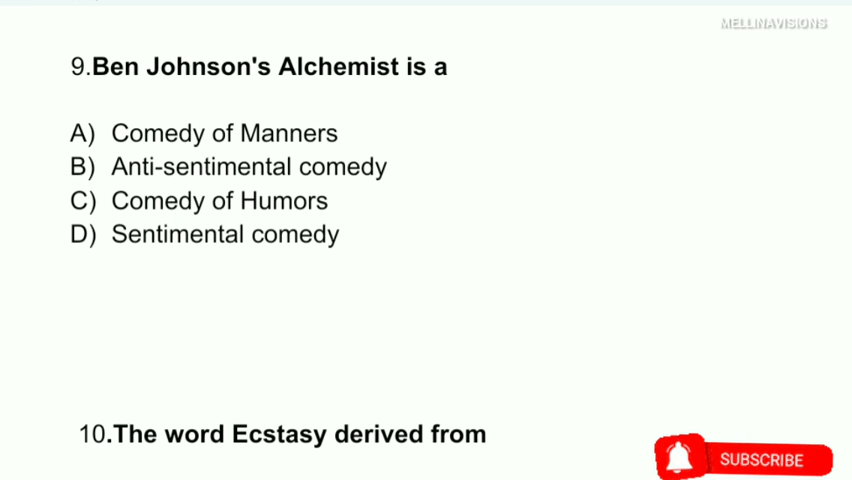 MELLINAVISIONS
9.Ben Johnson's Alchemist is a
A) Comedy of Manners
B) Anti-sentimental comedy
C) Comedy of Humors
D) Sentimental comedy
10.The word Ecstasy derived from
SUBSCRIBE